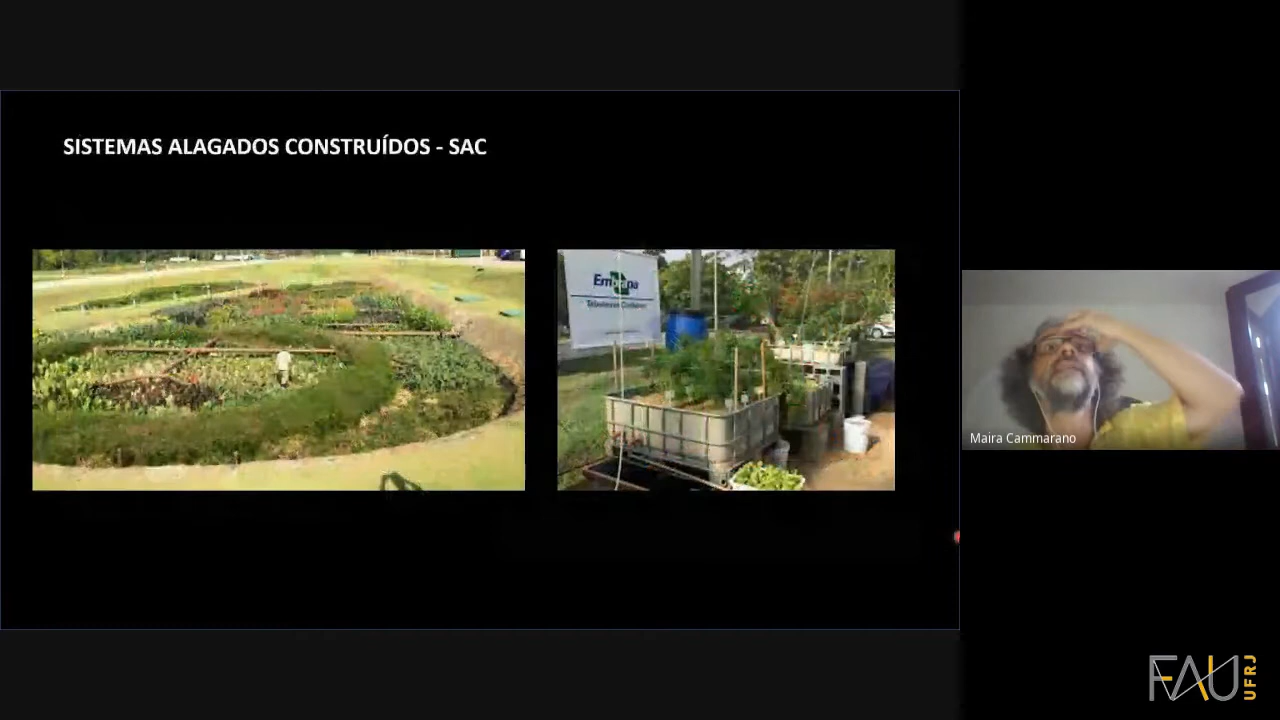 SISTEMAS ALAGADOS CONSTRUÍDOS - SAC
Embrapa
Maira Cammarano
FAU
UFRJ